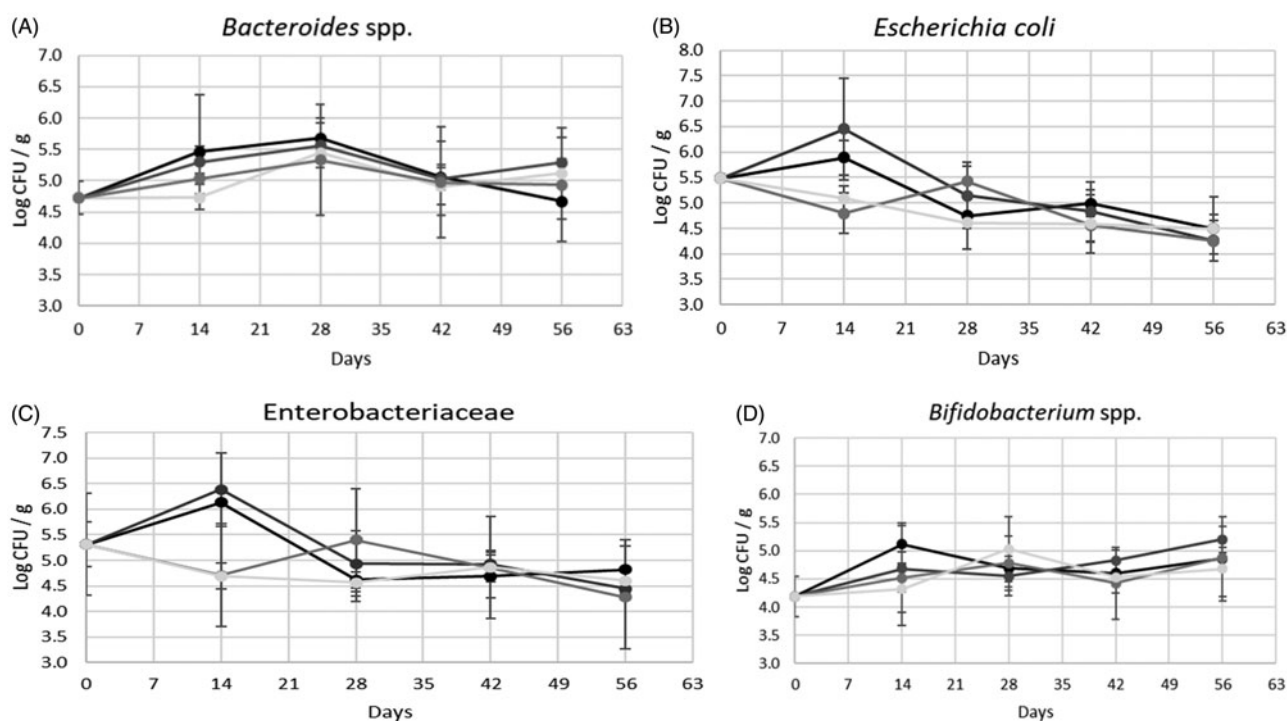 (A)
Bacteroides spp.
7.0
6.5
6.0
5.5
5.0
4.5
4.0
3.5
3.0
Log CFU / g
0 7 14 21 28 35 42 49 56 63
Days
(B)
Escherichia coli
8.0
7.5
7.0
6.5
6.0
5.5
5.0
4.5
4.0
3.5
3.0
Log CFU / g
0 7 14 21 28 35 42 49 56 63
Days
(C)
Enterobacteriaceae
7.5
7.0
6.5
6.0
5.5
5.0
4.5
4.0
3.5
3.0
Log CFU / g
0 7 14 21 28 35 42 49 56 63
Days
(D)
Bifidobacterium spp.
7.0
6.5
6.0
5.5
5.0
4.5
4.0
3.5
3.0
Log CFU / g
0 7 14 21 28 35 42 49 56 63
Days